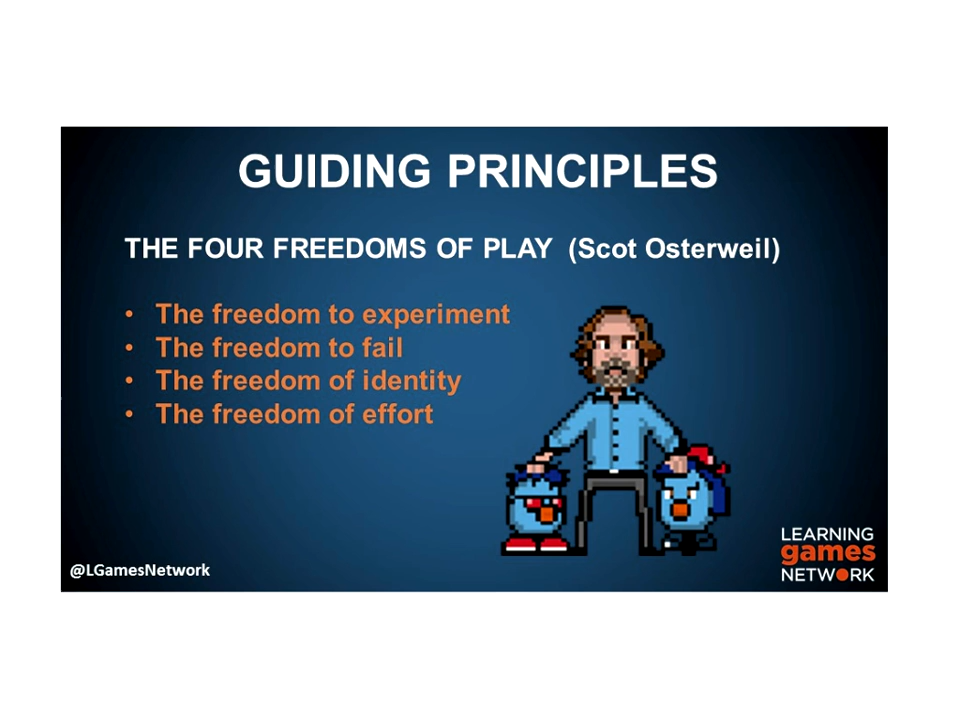 GUIDING PRINCIPLES
THE FOUR FREEDOMS OF PLAY (Scot Osterweil)
• The freedom to experiment
• The freedom to fail
• The freedom of identity
• The freedom of effort
@LGamesNetwork
LEARNING
games
NETWORK